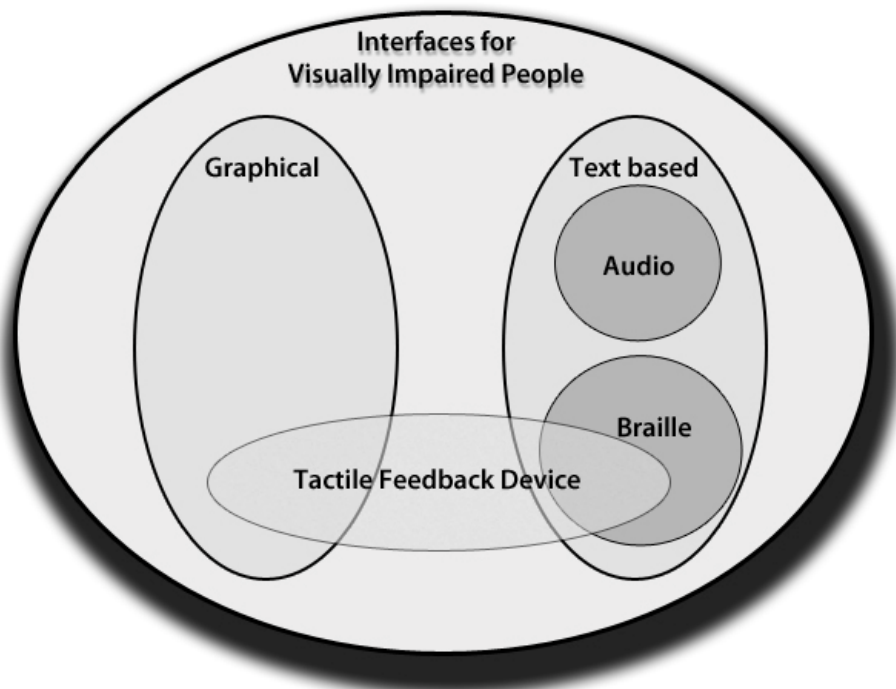 Interfaces for
Visually Impaired People
Graphical
Text based
Audio
Braille
Tactile Feedback Device